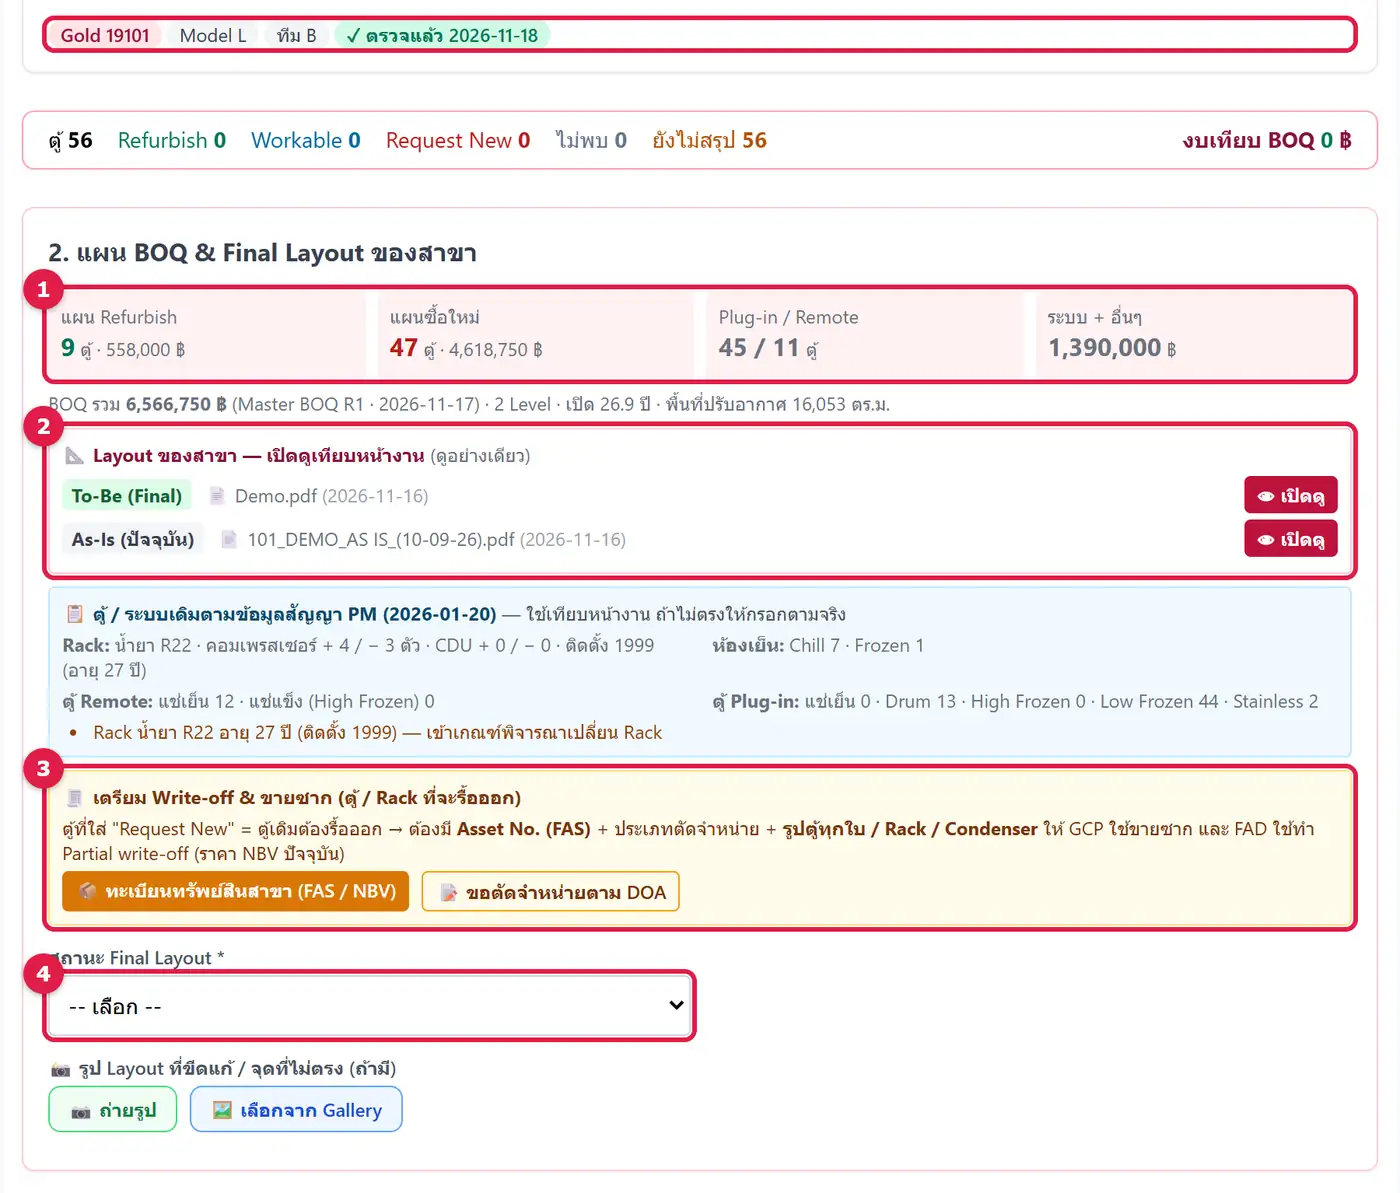 Gold 19101 Model L ทีม B ✓ ตรวจแล้ว 2026-11-18
ตู้ 56 Refurbish 0 Workable 0 Request New 0 ไม่พบ 0 ยังไม่สรุป 56 งบเทียบ BOQ 0 ฿
2. แผน BOQ & Final Layout ของสาขา
1
แผน Refurbish
9 ตู้ · 558,000 ฿
แผนซื้อใหม่
47 ตู้ · 4,618,750 ฿
Plug-in / Remote
45 / 11 ตู้
ระบบ + อื่นๆ
1,390,000 ฿
BOQ รวม 6,566,750 ฿ (Master BOQ R1 · 2026-11-17) · 2 Level · เปิด 26.9 ปี · พื้นที่ปรับอากาศ 16,053 ตร.ม.
2
Layout ของสาขา — เปิดดูเทียบหน้างาน (ดูอย่างเดียว)
To-Be (Final) Demo.pdf (2026-11-16) เปิดดู
As-Is (ปัจจุบัน) 101_DEMO_AS IS_(10-09-26).pdf (2026-11-16) เปิดดู
ตู้ / ระบบเดิมตามข้อมูลสัญญา PM (2026-01-20) — ใช้เทียบหน้างาน ถ้าไม่ตรงให้กรอกตามจริง
Rack: น้ำยา R22 · คอมเพรสเซอร์ + 4 / − 3 ตัว · CDU + 0 / − 0 · ติดตั้ง 1999
(อายุ 27 ปี)
ห้องเย็น: Chill 7 · Frozen 1
ตู้ Remote: แช่เย็น 12 · แช่แข็ง (High Frozen) 0
ตู้ Plug-in: แช่เย็น 0 · Drum 13 · High Frozen 0 · Low Frozen 44 · Stainless 2
• Rack น้ำยา R22 อายุ 27 ปี (ติดตั้ง 1999) — เข้าเกณฑ์พิจารณาเปลี่ยน Rack
3
เตรียม Write-off & ขายซาก (ตู้ / Rack ที่จะรื้อออก)
ตู้ที่ใส่ "Request New" = ตู้เดิมต้องรื้อออก → ต้องมี Asset No. (FAS) + ประเภทตัดจำหน่าย + รูปตู้ทุกใบ / Rack / Condenser ให้ GCP ใช้ขายซาก และ FAD ใช้ทำ
Partial write-off (ราคา NBV ปัจจุบัน)
ทะเบียนทรัพย์สินสาขา (FAS / NBV) ขอตัดจำหน่ายตาม DOA
สถานะ Final Layout *
4
-- เลือก --
รูป Layout ที่ขีดแก้ / จุดที่ไม่ตรง (ถ้ามี)
ถ่ายรูป เลือกจาก Gallery